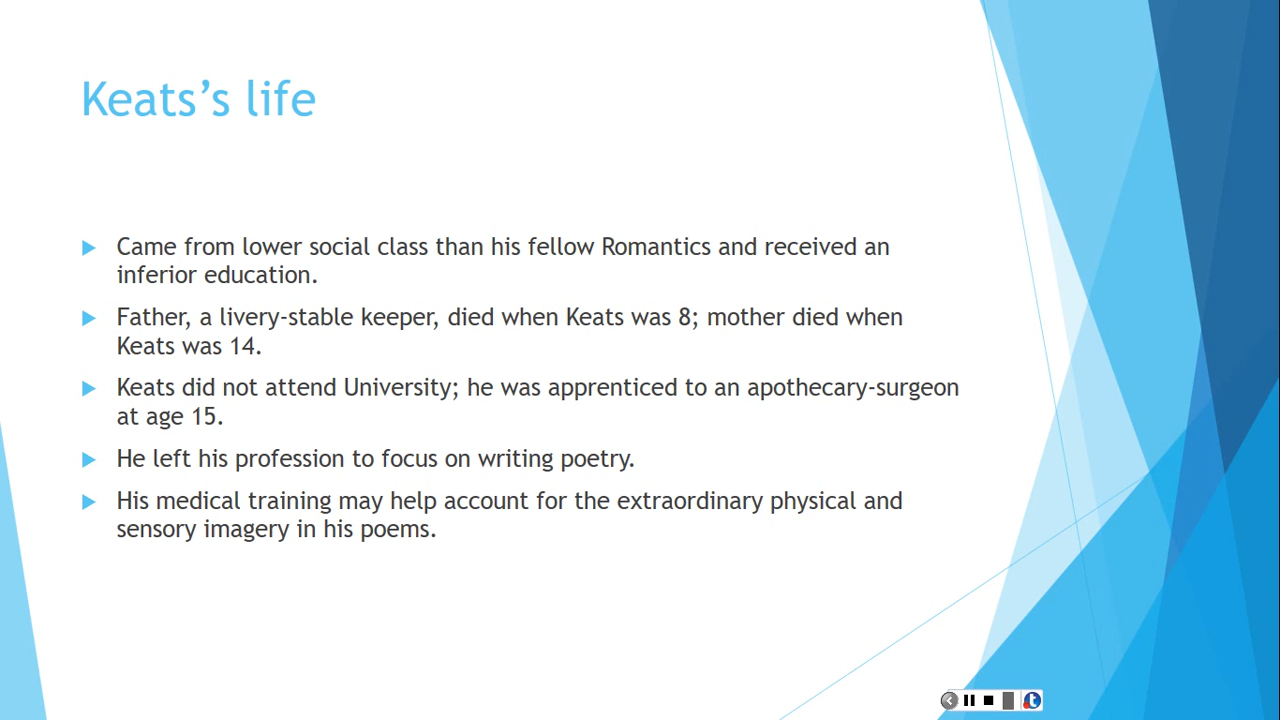 Keats’s life
Came from lower social class than his fellow Romantics and received an
inferior education.
Father, a livery-stable keeper, died when Keats was 8; mother died when
Keats was 14.
Keats did not attend University; he was apprenticed to an apothecary-surgeon
at age 15.
He left his profession to focus on writing poetry.
His medical training may help account for the extraordinary physical and
sensory imagery in his poems.
t